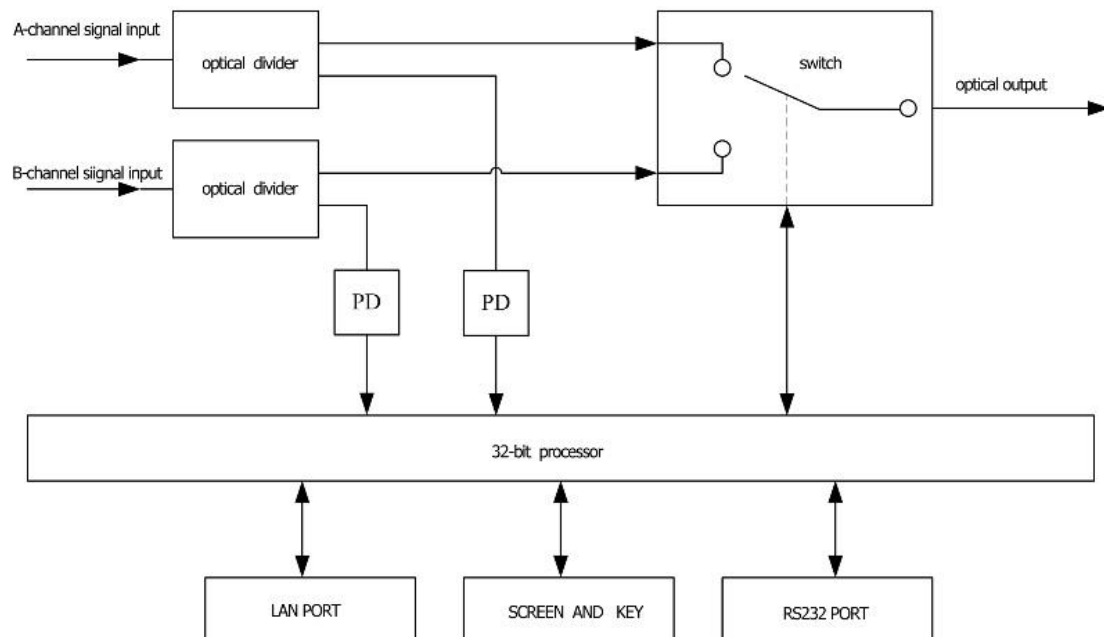 A-channel signal input
optical divider
switch
optical output
B-channel siignal input
optical divider
PD
PD
32-bit processor
LAN PORT
SCREEN AND KEY
RS232 PORT